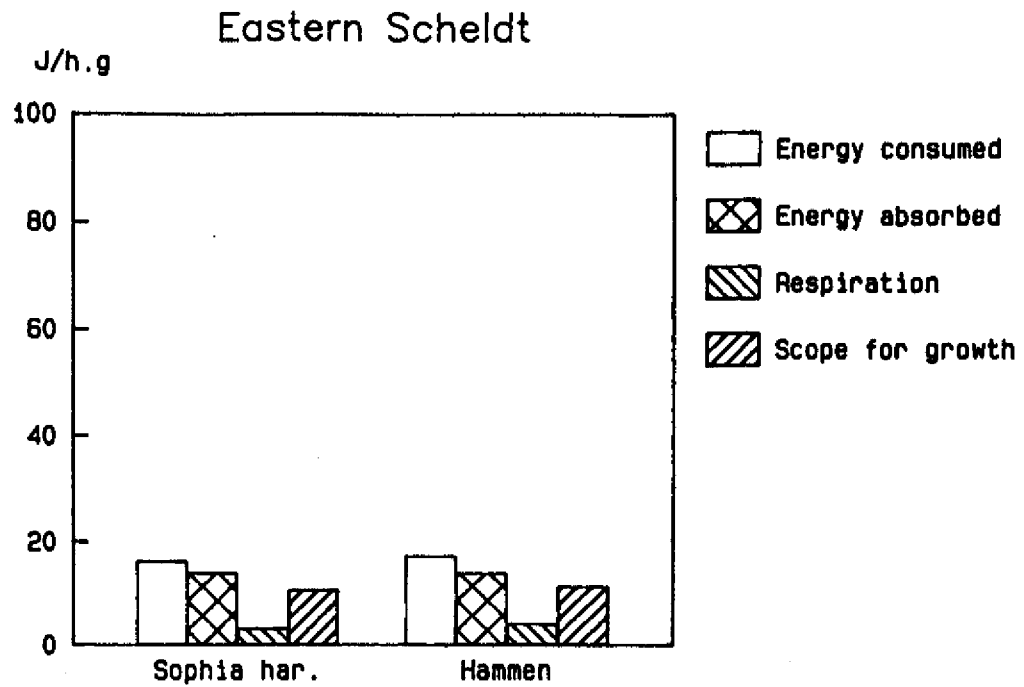 Eastern Scheldt
J/h.g
100
80
60
40
20
0
Sophia har.
Hammen
Energy consumed
Energy absorbed
Respiration
Scope for growth